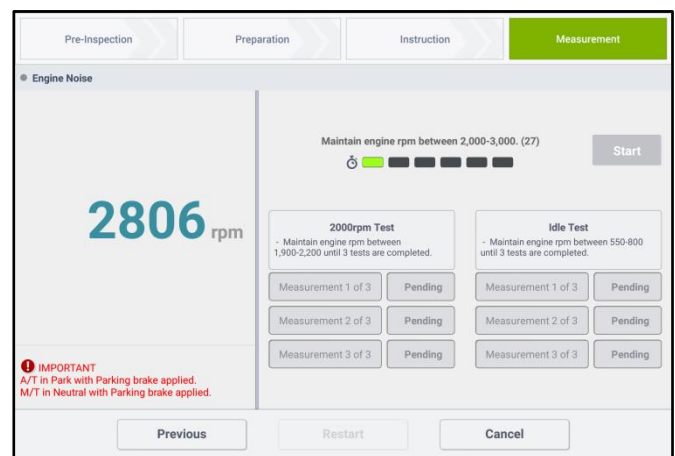 Pre-Inspection
Preparation
Instruction
Measurement
Engine Noise
Maintain engine rpm between 2,000-3,000. (27)
Start
2806 rpm
2000rpm Test
- Maintain engine rpm between
1,900-2,200 until 3 tests are completed.
Idle Test
- Maintain engine rpm between 550-800
until 3 tests are completed.
Measurement 1 of 3
Pending
Measurement 1 of 3
Pending
Measurement 2 of 3
Pending
Measurement 2 of 3
Pending
Measurement 3 of 3
Pending
Measurement 3 of 3
Pending
IMPORTANT
A/T in Park with Parking brake applied.
M/T in Neutral with Parking brake applied.
Previous
Restart
Cancel